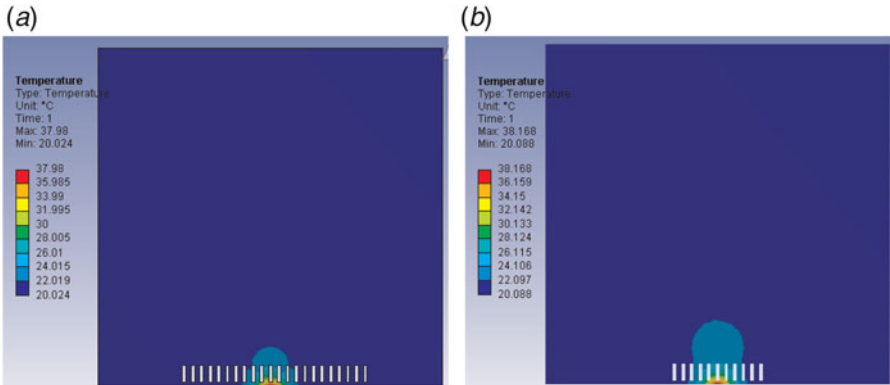 (a)
Temperature
Type: Temperature
Unit: °C
Time: 1
Max: 37.98
Min: 20.024
37.98
35.985
33.99
31.995
30
28.005
26.01
24.015
22.019
20.024
(b)
Temperature
Type: Temperature
Unit: °C
Time: 1
Max: 38.168
Min: 20.088
38.168
36.159
34.15
32.142
30.133
28.124
26.115
24.106
22.097
20.088